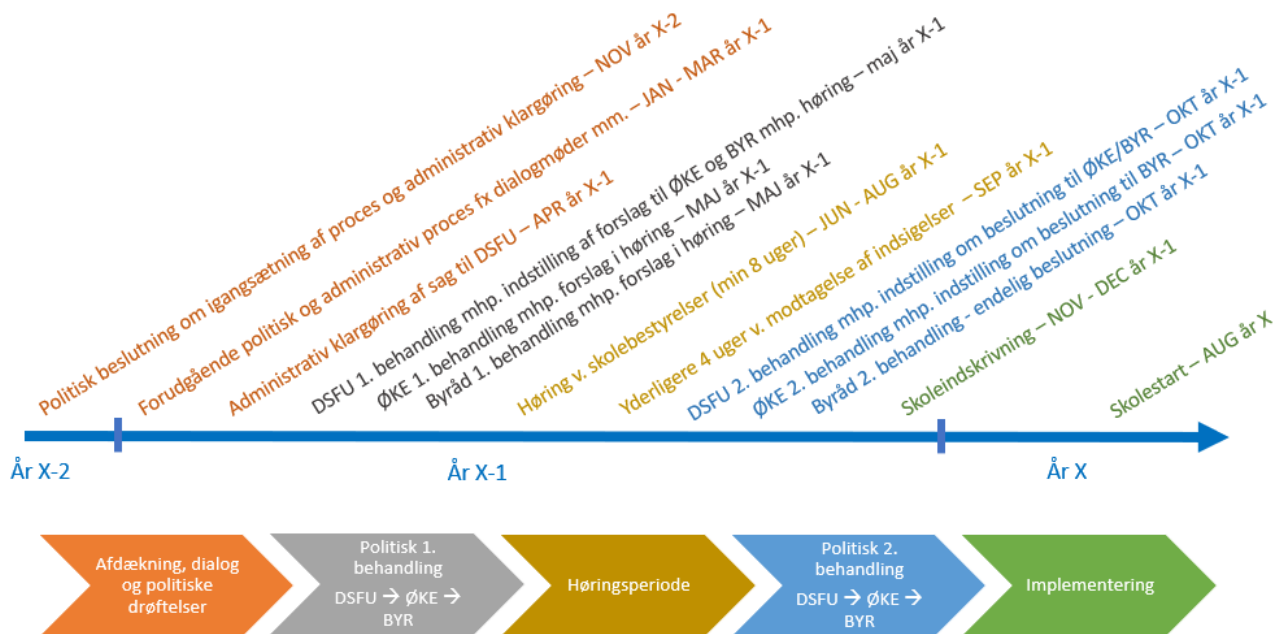 Politisk beslutning om igangsætning af proces og administrativ klargøring – NOV år X-2
Forudgående politisk og administrativ proces fx dialogmøder mm. – JAN - MAR år X-1
Administrativ klargøring af sag til DSFU – APR år X-1
DSFU 1. behandling mhp. indstilling af forslag til ØKE og BYR mhp. høring – maj år X-1
ØKE 1. behandling mhp. forslag i høring – MAJ år X-1
Byråd 1. behandling mhp. forslag i høring – MAJ år X-1
Høring v. skolebestyrelser (min 8 uger) – JUN - AUG år X-1
Yderligere 4 uger v. modtagelse af indsigelser – SEP år X-1
DSFU 2. behandling mhp. indstilling om beslutning til ØKE/BYR – OKT år X-1
ØKE 2. behandling mhp. indstilling om beslutning til BYR – OKT år X-1
Byråd 2. behandling - endelig beslutning – OKT år X-1
Skoleindskrivning – NOV - DEC år X-1
Skolestart – AUG år X
År X-2
År X-1
År X
Afdækning, dialog
og politiske
drøftelser
Politisk 1.
behandling
DSFU → ØKE →
BYR
Høringsperiode
Politisk 2.
behandling
DSFU → ØKE →
BYR
Implementering